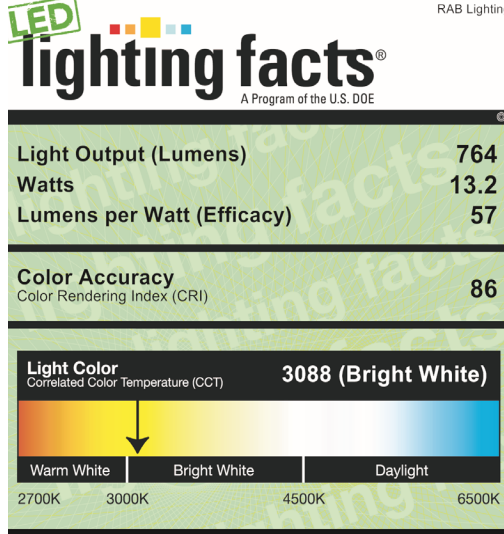 LED
RAB Lightin
lighting facts®
A Program of the U.S. DOE
Light Output (Lumens) 764
Watts 13.2
Lumens per Watt (Efficacy) 57
Color Accuracy
Color Rendering Index (CRI) 86
Light Color
Correlated Color Temperature (CCT) 3088 (Bright White)
Warm White Bright White Daylight
2700K 3000K 4500K 6500K